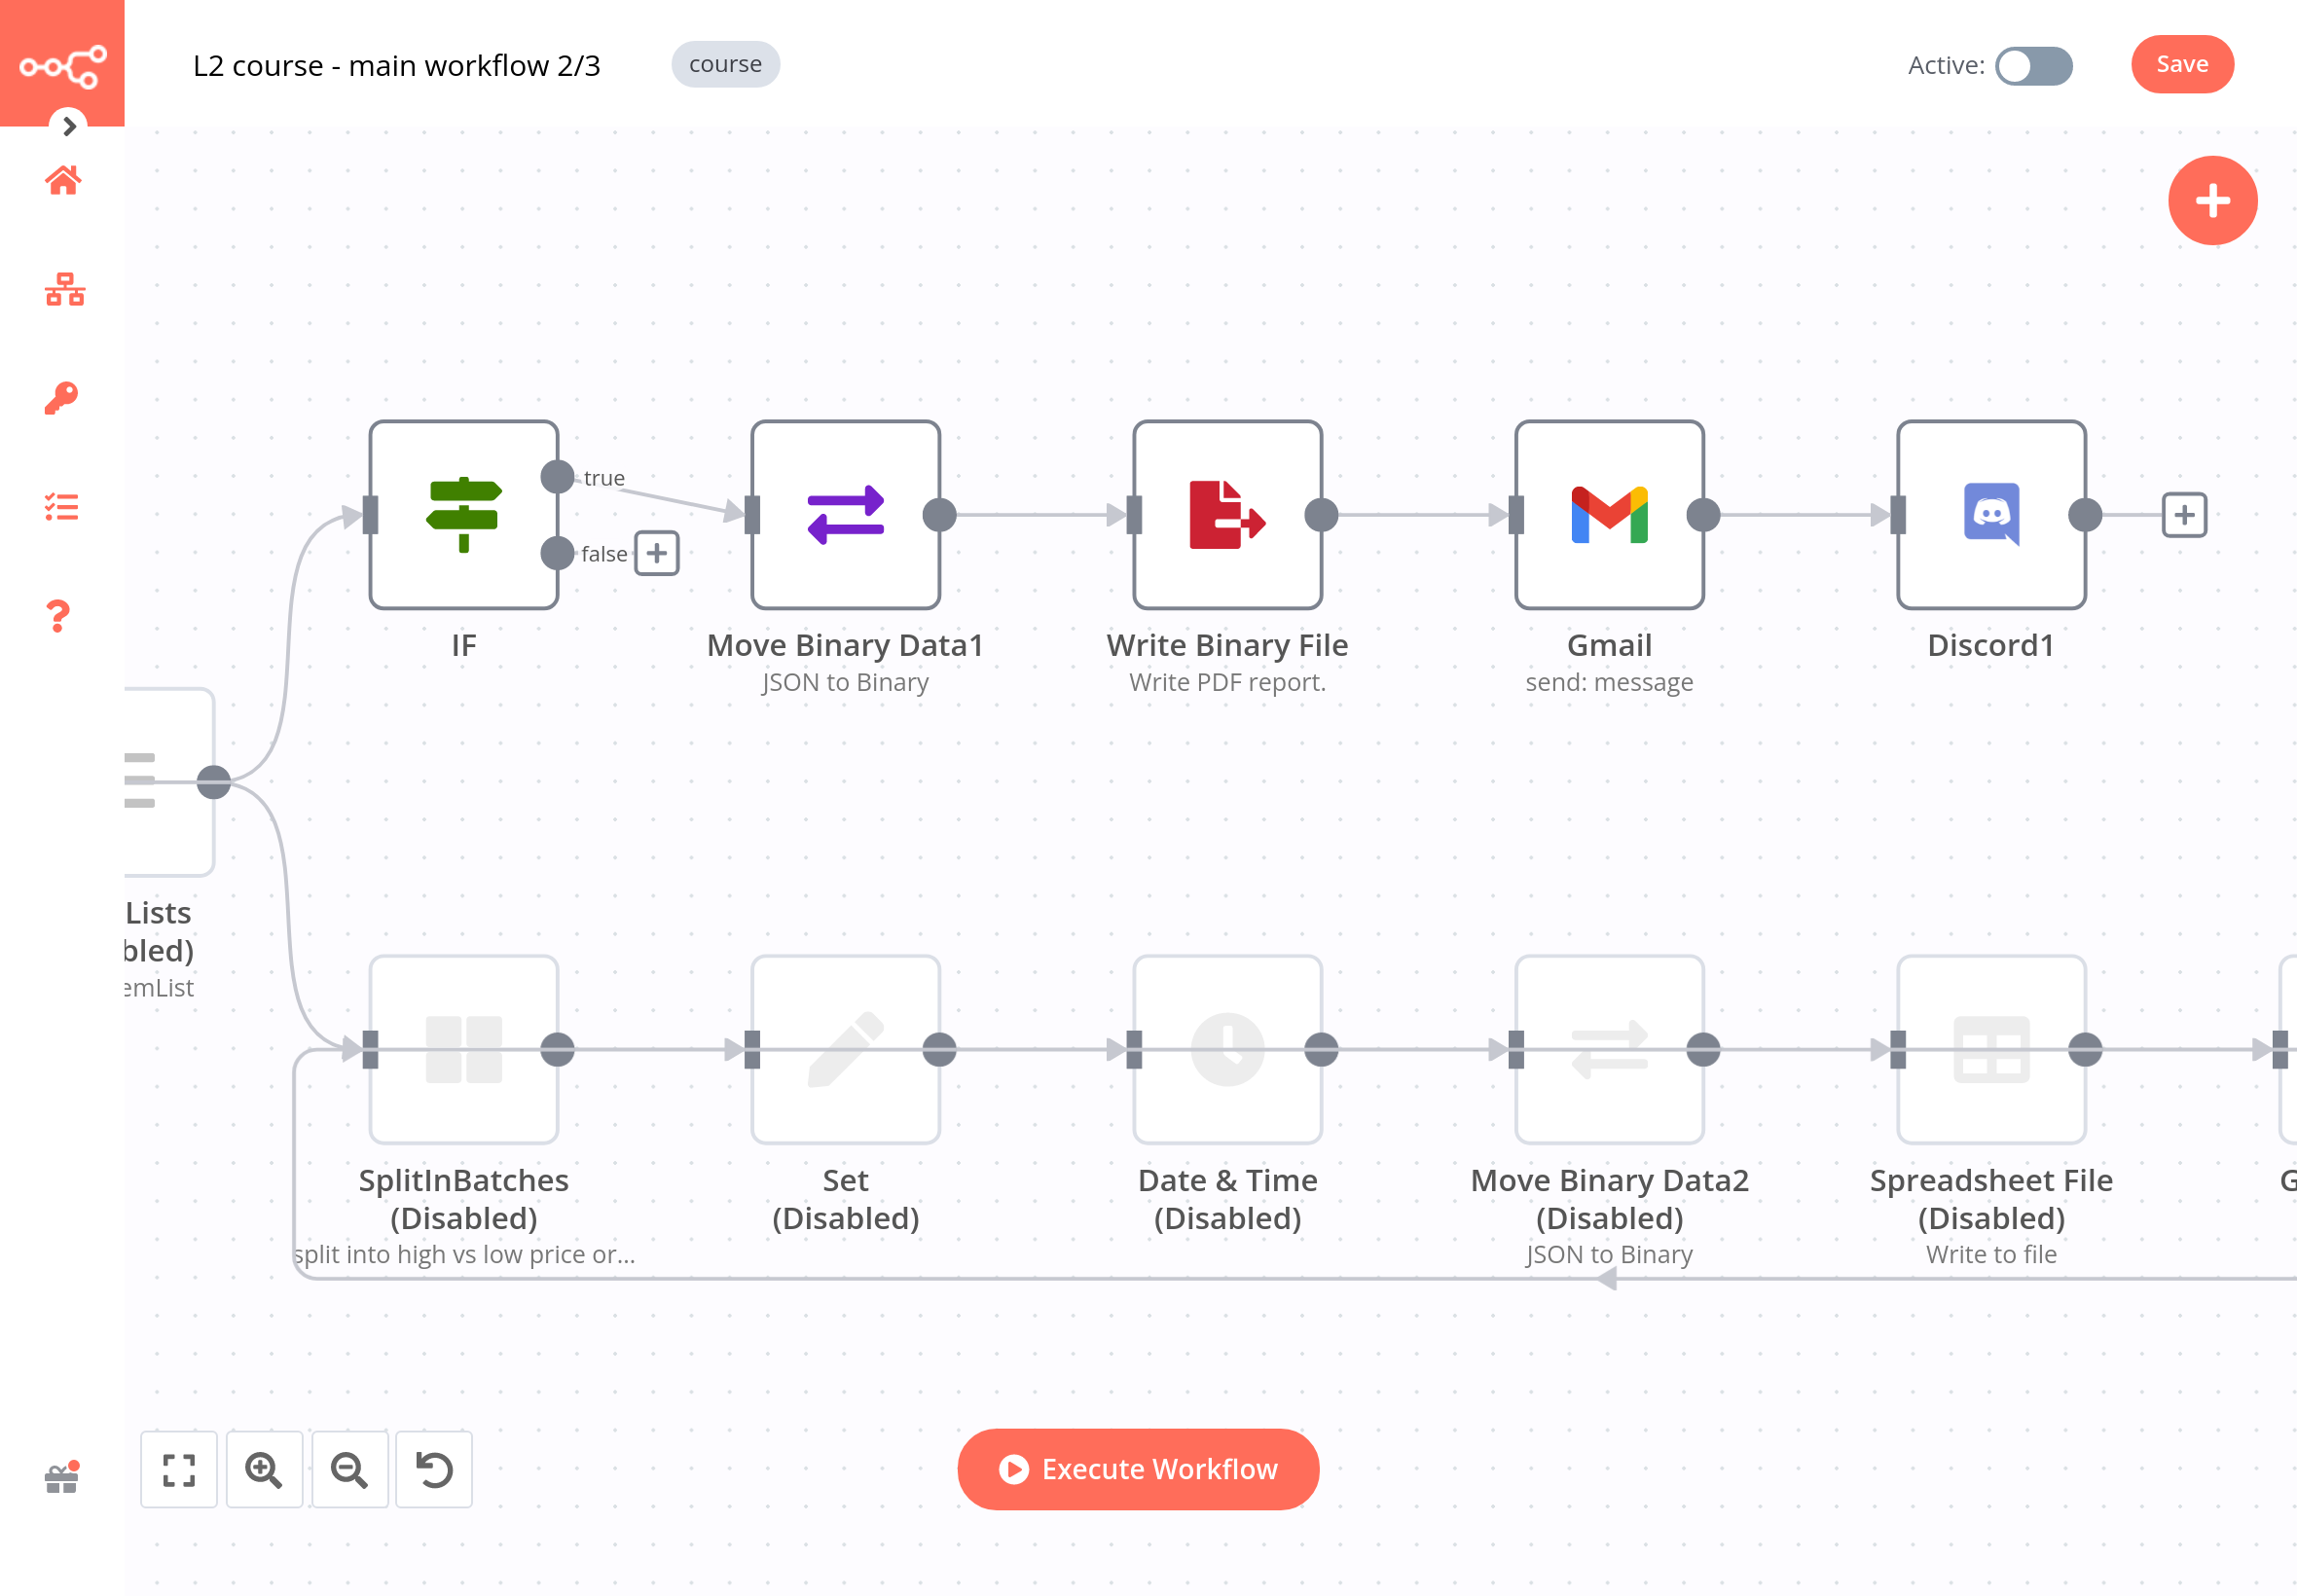 L2 course - main workflow 2/3
course
Active:
Save
true
false
IF
Move Binary Data1
JSON to Binary
Write Binary File
Write PDF report.
Gmail
send: message
Discord1
Lists
bled)
emList
SplitInBatches
(Disabled)
split into high vs low price or...
Set
(Disabled)
Date & Time
(Disabled)
Move Binary Data2
(Disabled)
JSON to Binary
Spreadsheet File
(Disabled)
Write to file
G
Execute Workflow